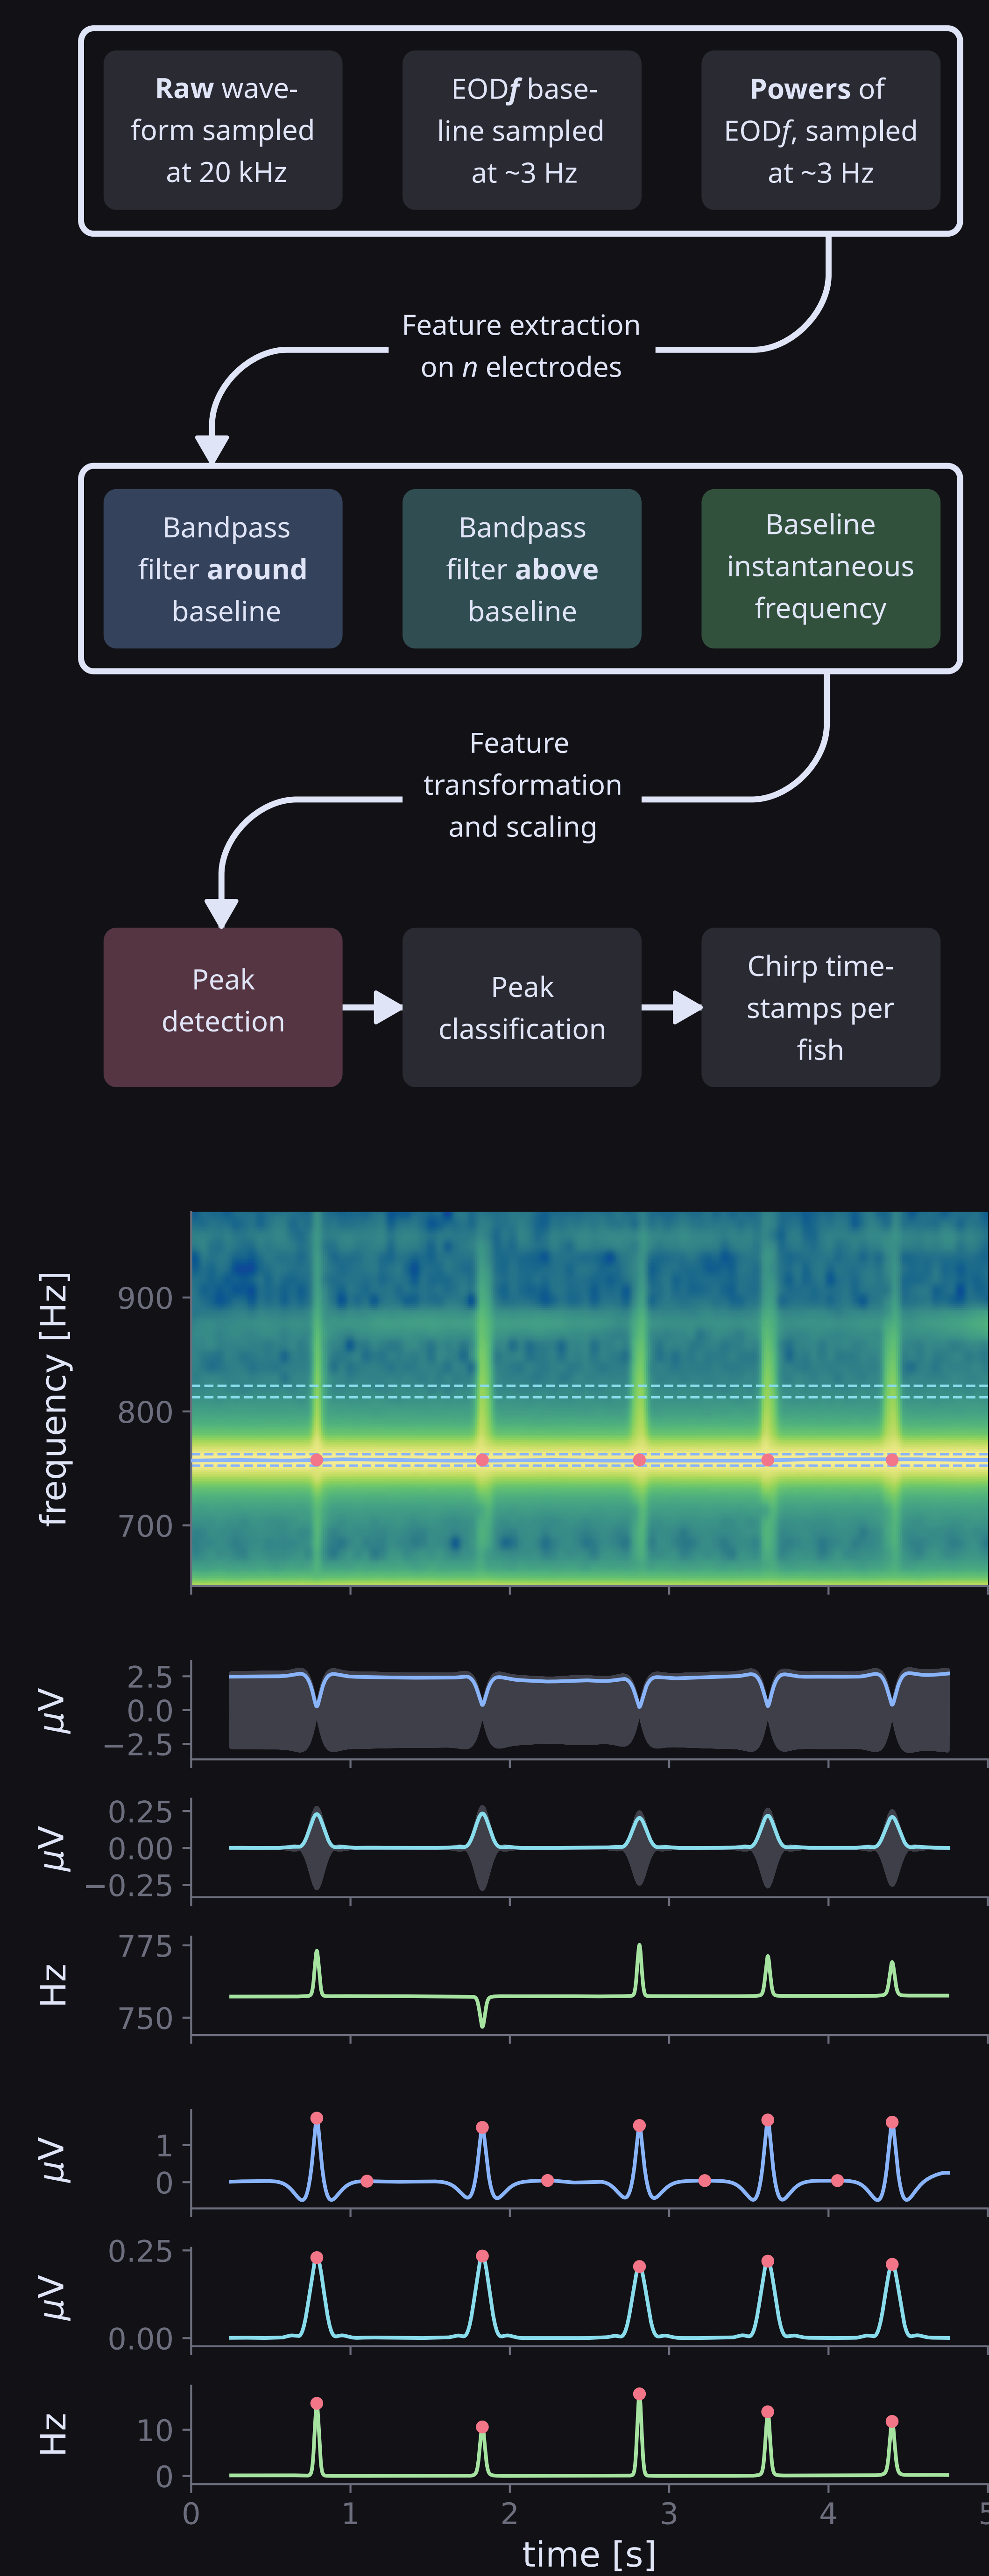 Raw wave-
form sampled
at 20 kHz
EODf base-
line sampled
at ~3 Hz
Powers of
EODf, sampled
at ~3 Hz
Feature extraction
on n electrodes
Bandpass
filter around
baseline
Bandpass
filter above
baseline
Baseline
instantaneous
frequency
Feature
transformation
and scaling
Peak
detection
Peak
classification
Chirp time-
stamps per
fish
frequency [Hz]
900
800
700
µV
2.5
0.0
−2.5
µV
0.25
0.00
−0.25
Hz
775
750
µV
1
0
µV
0.25
0.00
Hz
10
0
0 1 2 3 4 5
time [s]